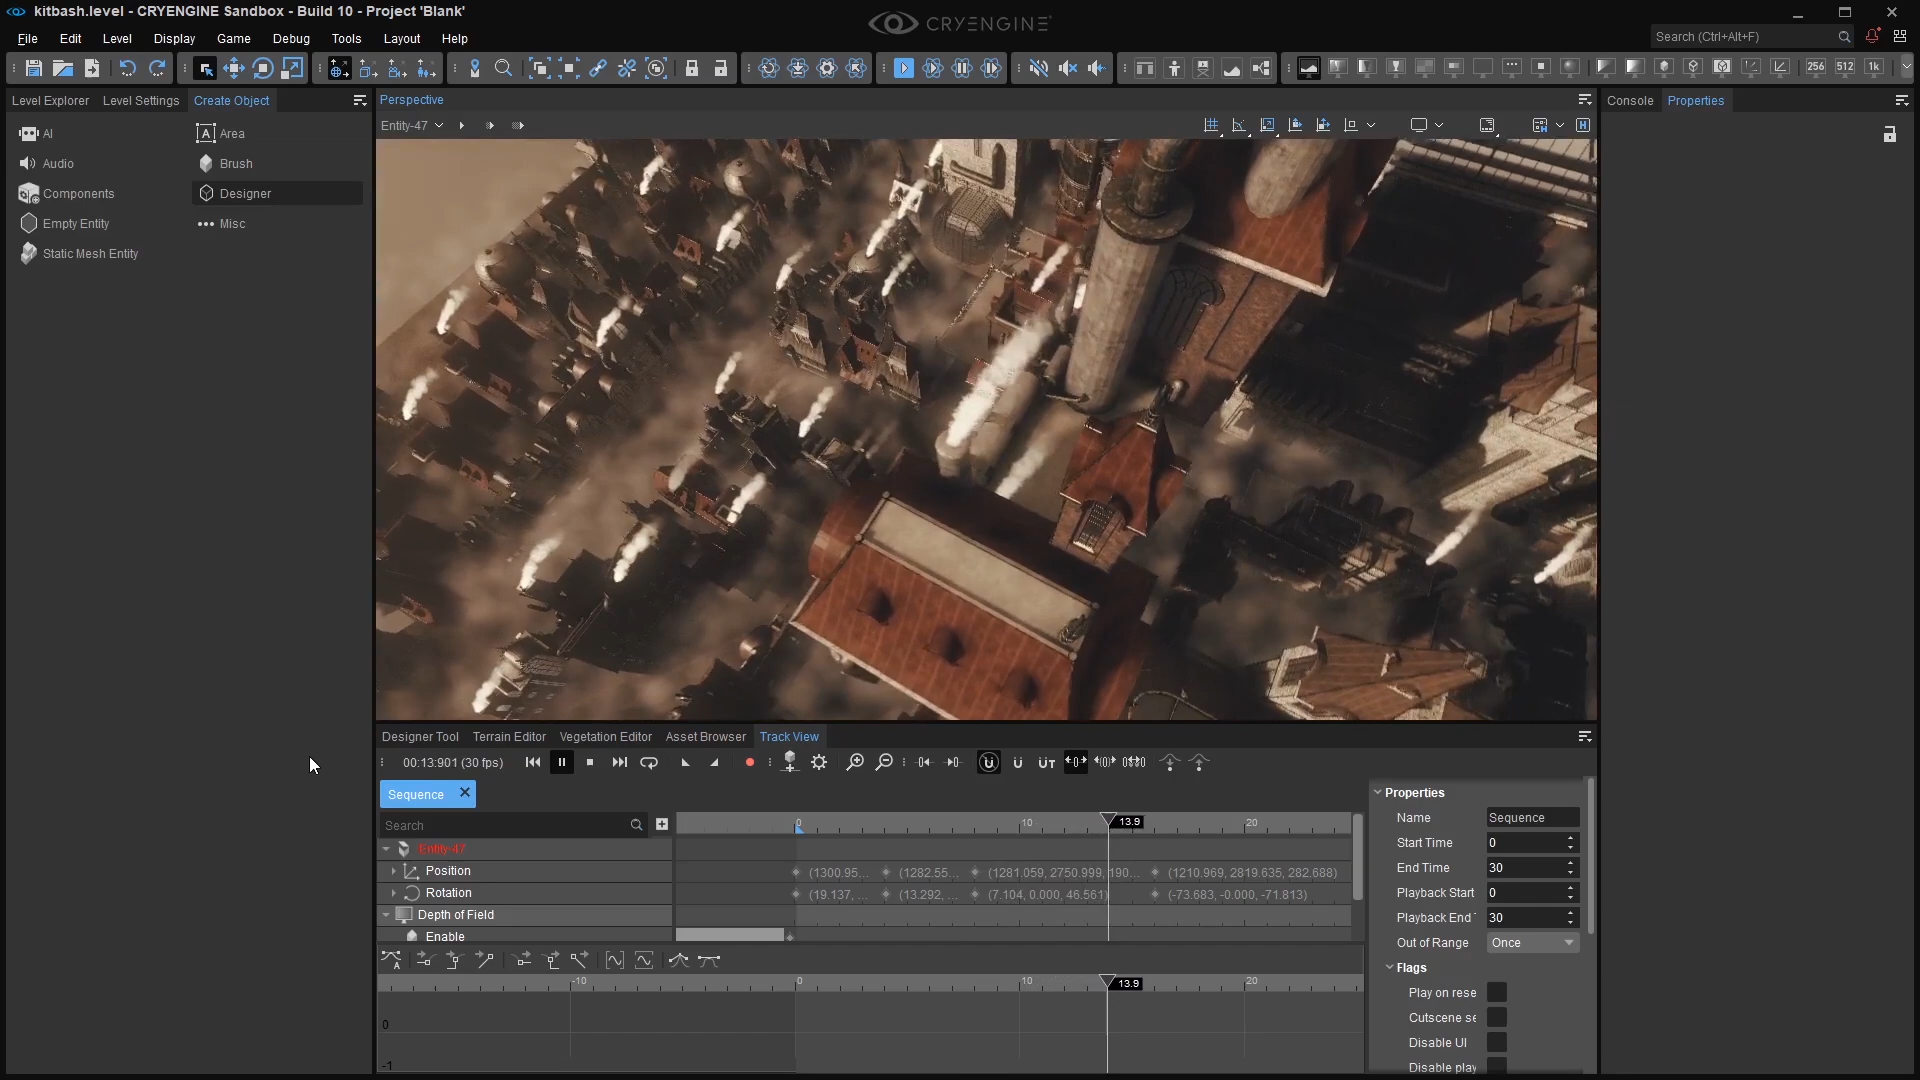 kitbash.level - CRYENGINE Sandbox - Build 10 - Project 'Blank'
CRYENGINE
File Edit Level Display Game Debug Tools Layout Help
Search (Ctrl+Alt+F)
256 512 1k
Level Explorer Level Settings Create Object
Perspective
Console Properties
Entity-47
AI
Area
Audio
Brush
Components
Designer
Empty Entity
Misc
Static Mesh Entity
Designer Tool Terrain Editor Vegetation Editor Asset Browser Track View
00:13:901 (30 fps)
Sequence
Search
0 10 13.9 20
Entity-47
Position
(1300.95... (1282.55... (1281.059, 2750.999, 190... (1210.969, 2819.635, 282.688)
Rotation
(19.137, ... (13.292, ... (7.104, 0.000, 46.561) (-73.683, -0.000, -71.813)
Depth of Field
Enable
-10 0 10 13.9 20
0
-1
Properties
Name Sequence
Start Time 0
End Time 30
Playback Start 0
Playback End 30
Out of Range Once
Flags
Play on rese
Cutscene se
Disable UI
Disable play